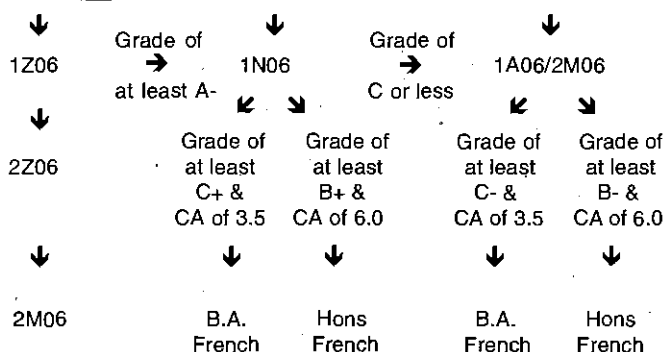 Grade of Grade of
1Z06 → 1N06 → 1A06/2M06
at least A- C or less
Grade of Grade of Grade of Grade of
2Z06 at least at least at least at least
C+ & B+ & C- & B- &
CA of 3.5 CA of 6.0 CA of 3.5 CA of 6.0
2M06 B.A. Hons B.A. Hons
French French French French